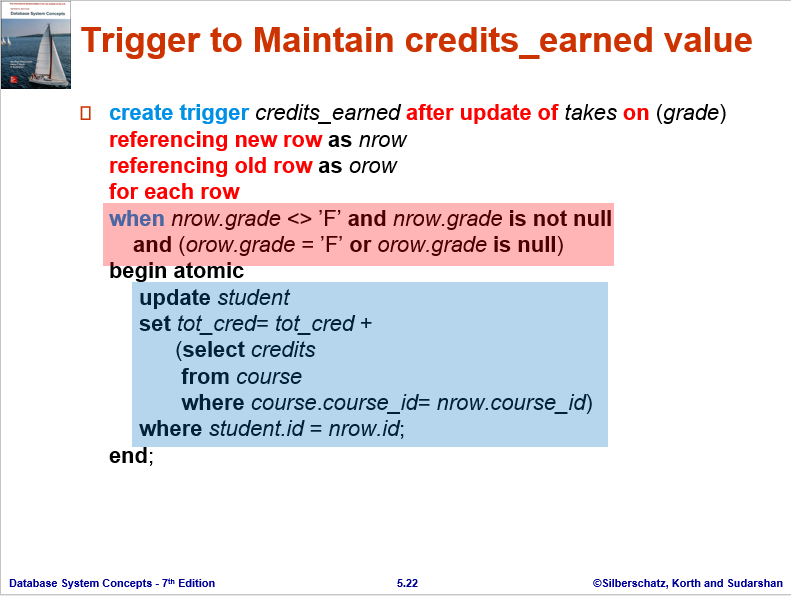 Database System Concepts
Trigger to Maintain credits_earned value
create trigger credits_earned after update of takes on (grade)
referencing new row as nrow
referencing old row as orow
for each row
when nrow.grade <> ’F’ and nrow.grade is not null
and (orow.grade = ’F’ or orow.grade is null)
begin atomic
update student
set tot_cred= tot_cred +
(select credits
from course
where course.course_id= nrow.course_id)
where student.id = nrow.id;
end;
Database System Concepts - 7th Edition
5.22
©Silberschatz, Korth and Sudarshan